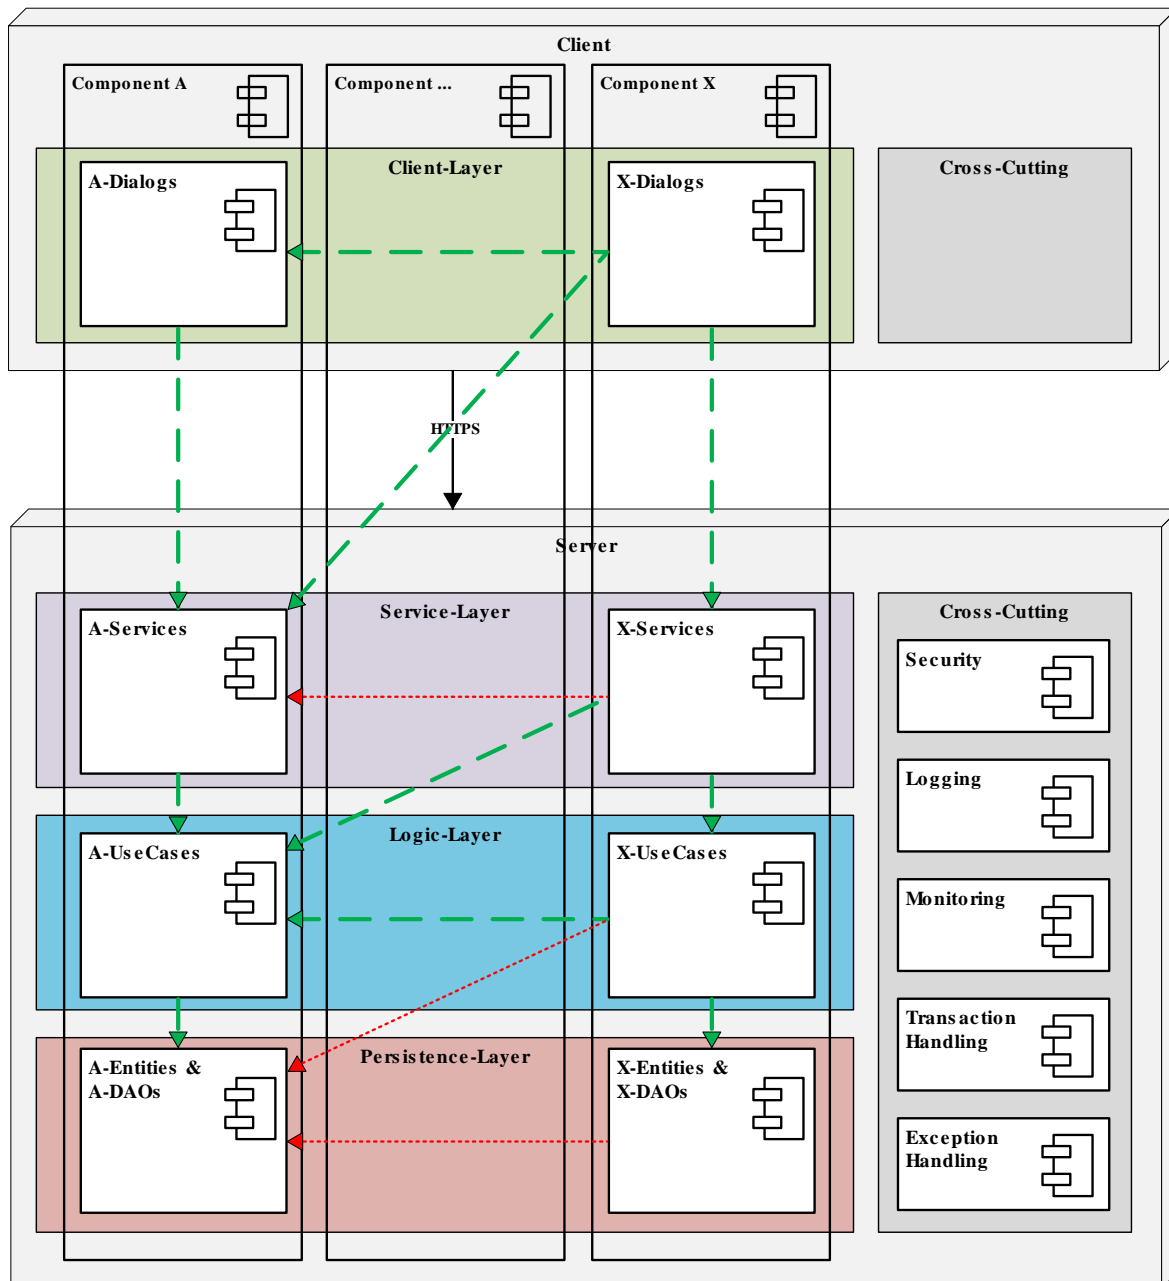 Client
Component A
Component ...
Component X
Client-Layer
Cross-Cutting
A-Dialogs
X-Dialogs
HTTPS
Server
Service-Layer
Cross-Cutting
A-Services
X-Services
Security
Logging
Logic-Layer
A-UseCases
X-UseCases
Monitoring
Transaction
Handling
Persistence-Layer
A-Entities &
A-DAOs
X-Entities &
X-DAOs
Exception
Handling